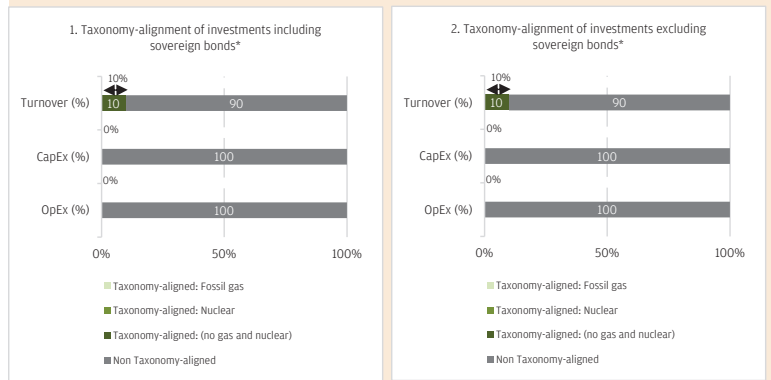 1. Taxonomy-alignment of investments including
sovereign bonds*
10%
Turnover (%)
10
90
0%
CapEx (%)
100
0%
OpEx (%)
100
0%
50%
100%
Taxonomy-aligned: Fossil gas
Taxonomy-aligned: Nuclear
Taxonomy-aligned: (no gas and nuclear)
Non Taxonomy-aligned
2. Taxonomy-alignment of investments excluding
sovereign bonds*
10%
Turnover (%)
10
90
0%
CapEx (%)
100
0%
OpEx (%)
100
0%
50%
100%
Taxonomy-aligned: Fossil gas
Taxonomy-aligned: Nuclear
Taxonomy-aligned: (no gas and nuclear)
Non Taxonomy-aligned